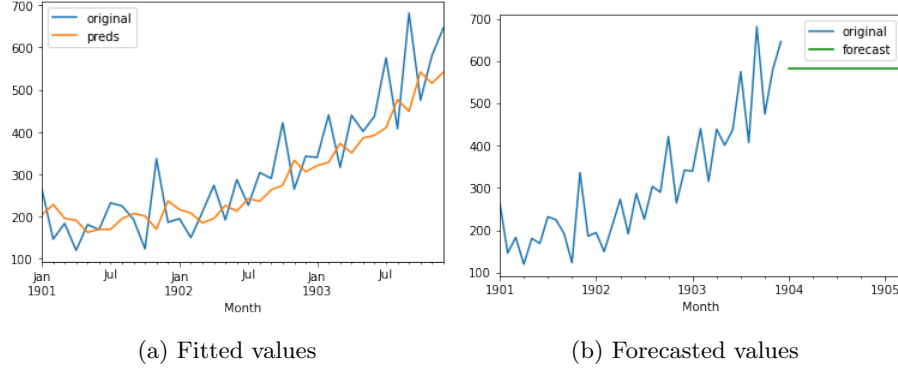 700
600
500
400
300
200
100
original
preds
Jan
1901
Jul
Jan
1902
Jul
Jan
1903
Jul
Month
(a) Fitted values
700
600
500
400
300
200
100
original
forecast
1901
1902
1903
1904
1905
Month
(b) Forecasted values